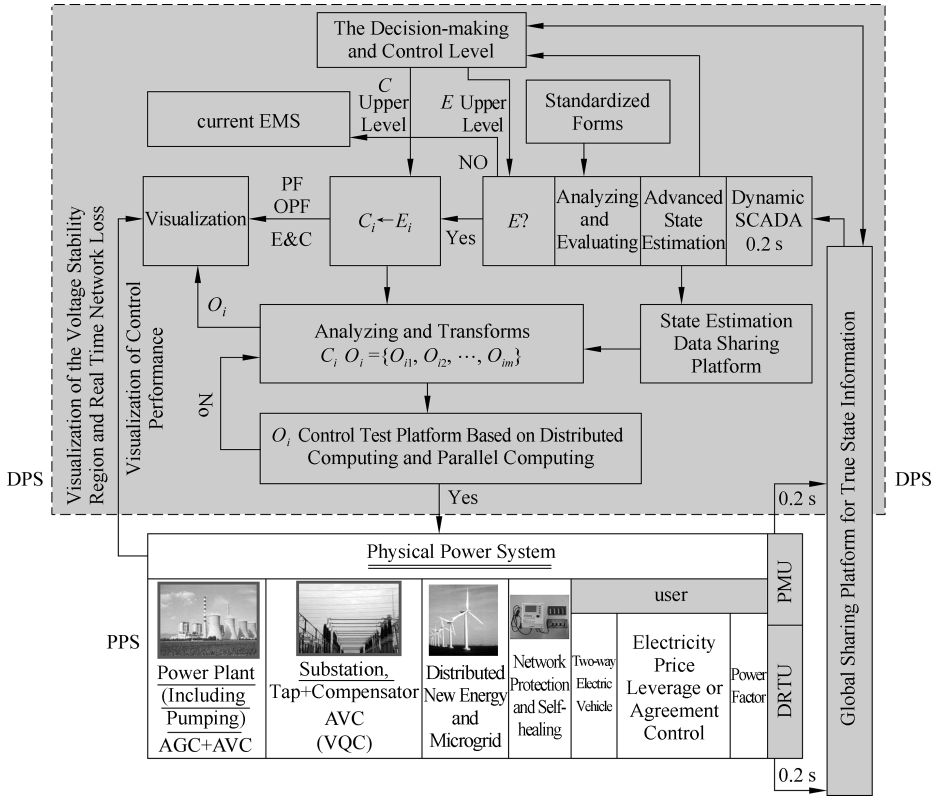 The Decision-making
and Control Level
C
Upper
Level
E Upper
Level
Standardized
Forms
current EMS
NO
Visualization
PF
OPF
E&C
Cᵢ←Eᵢ
Yes
E?
Analyzing
and
Evaluating
Advanced
State
Estimation
Dynamic
SCADA
0.2 s
Oᵢ
Analyzing and Transforms
Cᵢ Oᵢ={Oᵢ₁, Oᵢ₂, ⋯, Oᵢₘ}
State Estimation
Data Sharing
Platform
No
Oᵢ Control Test Platform Based on Distributed
Computing and Parallel Computing
Yes
Visualization of the Voltage Stability
Region and Real Time Network Loss
Visualization of Control
Performance
DPS
DPS
0.2 s
Global Sharing Platform for True State Information
Physical Power System
PMU
DRTU
user
PPS
Power Plant
(Including
Pumping)
AGC+AVC
Substation,
Tap+Compensator
AVC
(VQC)
Distributed
New Energy
and
Microgrid
Network
Protection
and Self-
healing
Two-way
Electric
Vehicle
Electricity
Price
Leverage or
Agreement
Control
Power
Factor
0.2 s